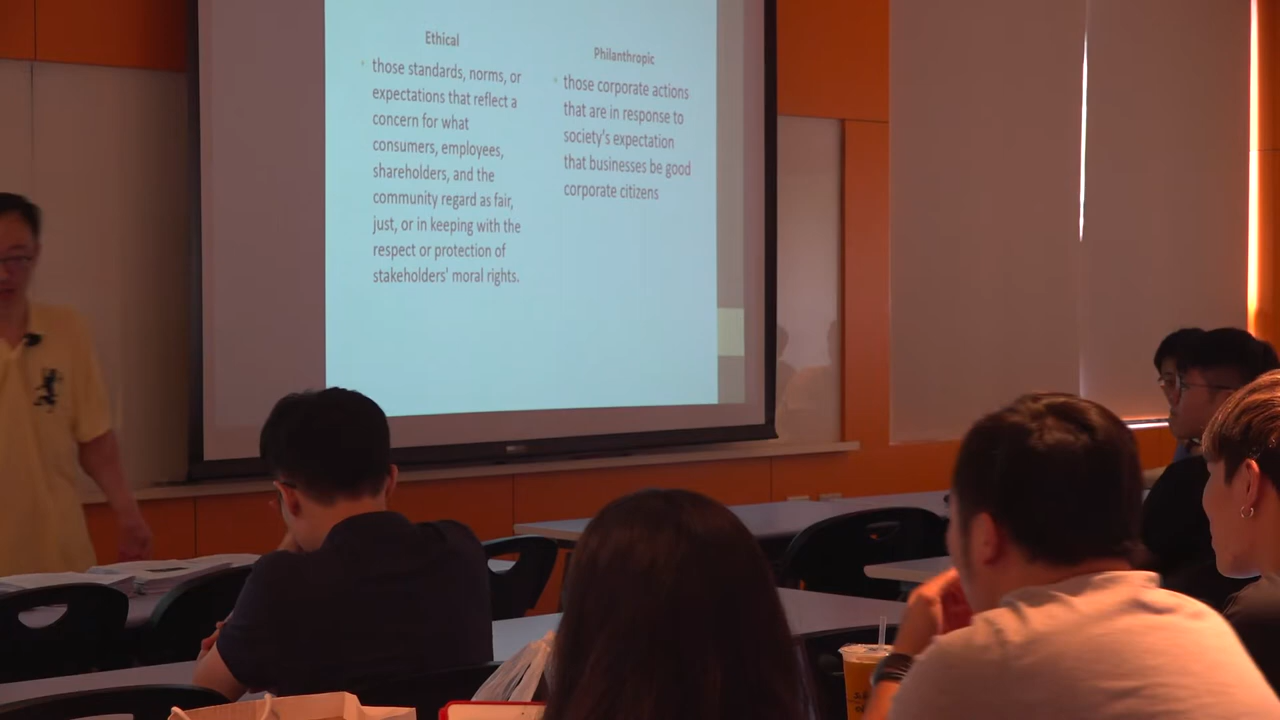 Ethical
those standards, norms, or
expectations that reflect a
concern for what
consumers, employees,
shareholders, and the
community regard as fair,
just, or in keeping with the
respect or protection of
stakeholders' moral rights.
Philanthropic
those corporate actions
that are in response to
society's expectation
that businesses be good
corporate citizens